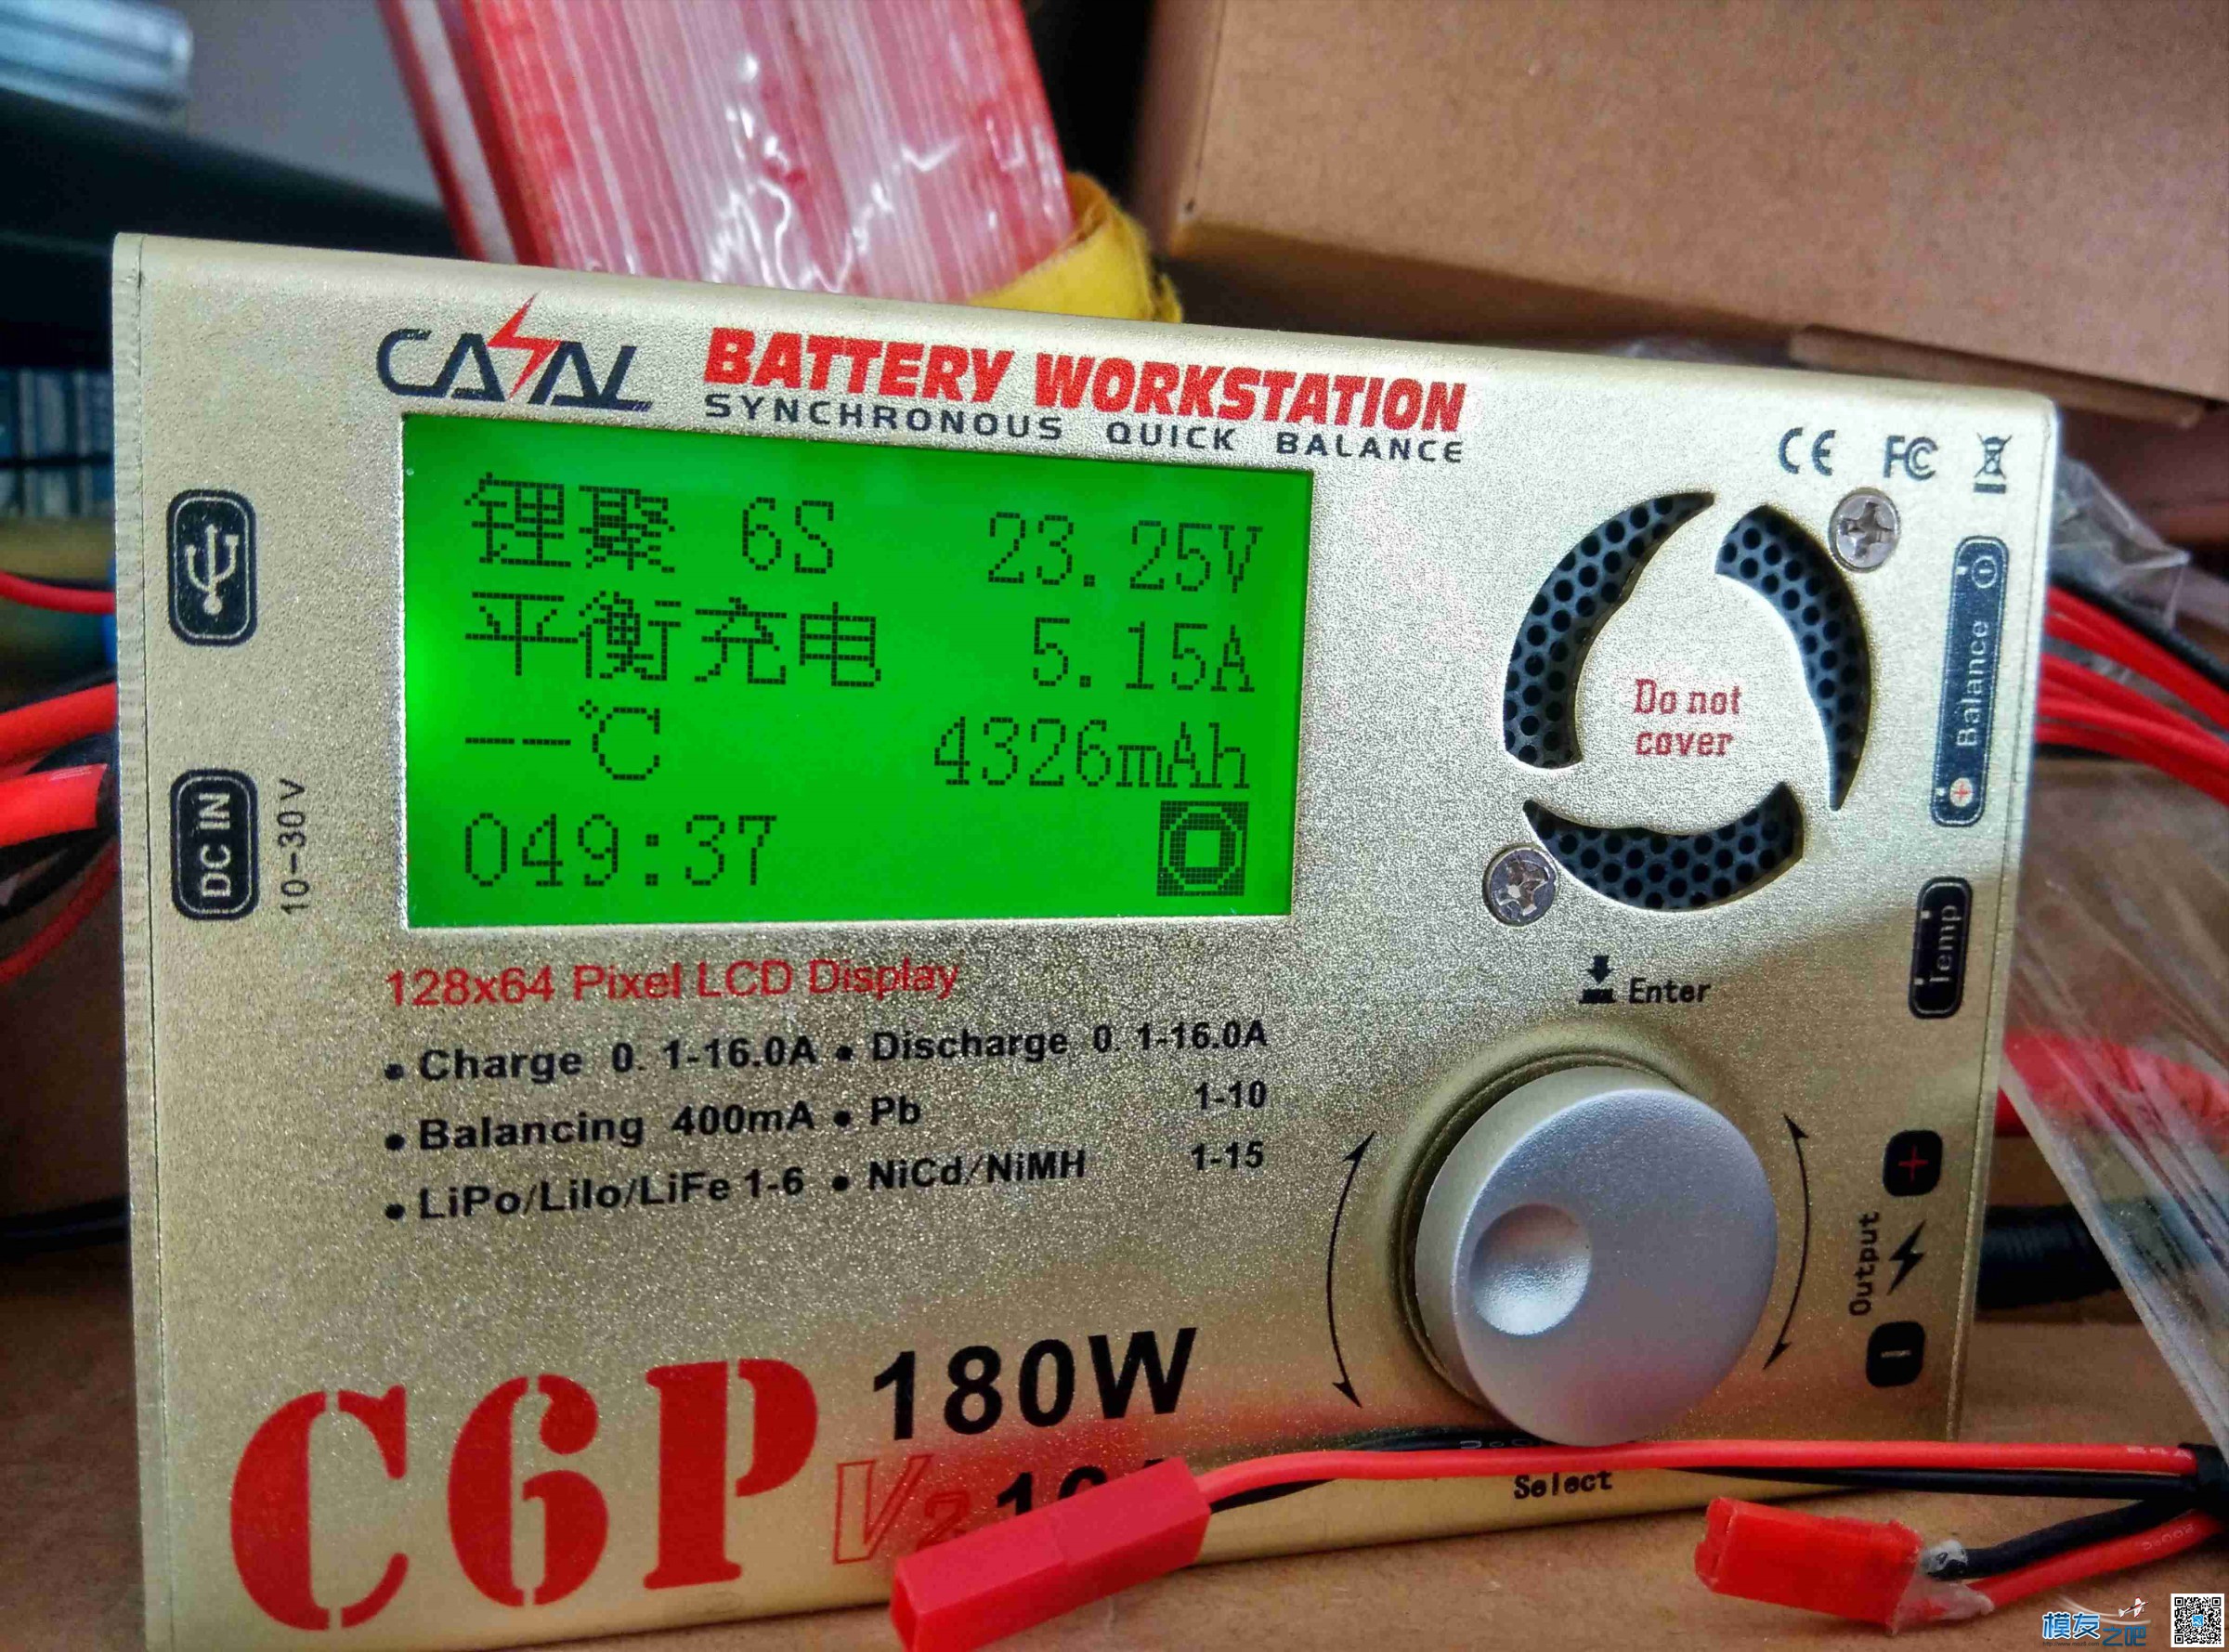 CASAL BATTERY WORKSTATION
SYNCHRONOUS QUICK BALANCE
锂聚 6S 23.25V
平衡充电 5.15A
--℃ 4326mAh
049:37
DC IN
10-30V
CE FC
Do not
cover
Balance
Temp
Enter
128x64 Pixel LCD Display
• Charge 0.1-16.0A • Discharge 0.1-16.0A
• Balancing 400mA • Pb 1-10
• LiPo/LiIo/LiFe 1-6 • NiCd/NiMH 1-15
Output
+
-
C6P 180W
V2
Select
模友之吧